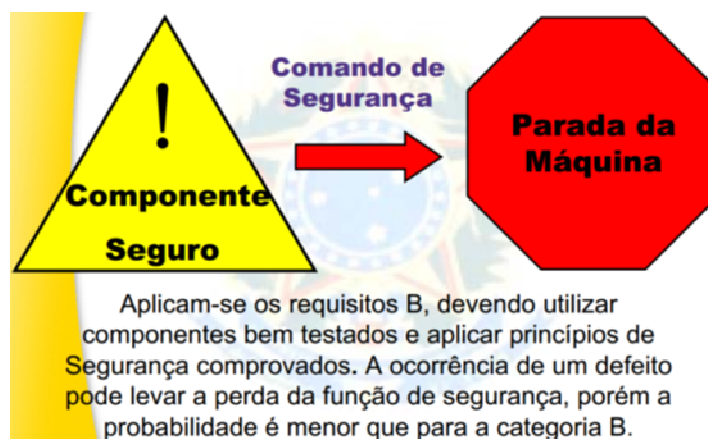 !
Componente
Seguro
Comando de
Segurança
Parada da
Máquina
Aplicam-se os requisitos B, devendo utilizar
componentes bem testados e aplicar princípios de
Segurança comprovados. A ocorrência de um defeito
pode levar a perda da função de segurança, porém a
probabilidade é menor que para a categoria B.